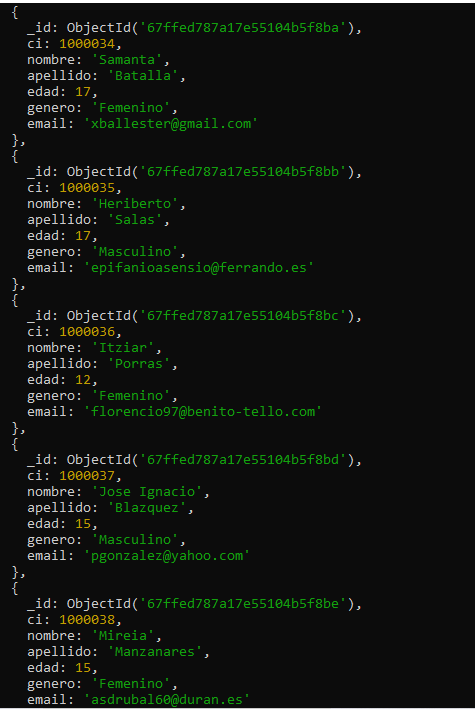 {
_id: ObjectId('67ffed787a17e55104b5f8ba'),
ci: 1000034,
nombre: 'Samanta',
apellido: 'Batalla',
edad: 17,
genero: 'Femenino',
email: 'xballester@gmail.com'
},
{
_id: ObjectId('67ffed787a17e55104b5f8bb'),
ci: 1000035,
nombre: 'Heriberto',
apellido: 'Salas',
edad: 17,
genero: 'Masculino',
email: 'epifanioasensio@ferrando.es'
},
{
_id: ObjectId('67ffed787a17e55104b5f8bc'),
ci: 1000036,
nombre: 'Itziar',
apellido: 'Porras',
edad: 12,
genero: 'Femenino',
email: 'florencio97@benito-tello.com'
},
{
_id: ObjectId('67ffed787a17e55104b5f8bd'),
ci: 1000037,
nombre: 'Jose Ignacio',
apellido: 'Blazquez',
edad: 15,
genero: 'Masculino',
email: 'pgonzalez@yahoo.com'
},
{
_id: ObjectId('67ffed787a17e55104b5f8be'),
ci: 1000038,
nombre: 'Mireia',
apellido: 'Manzanares',
edad: 15,
genero: 'Femenino',
email: 'asdrubal60@duran.es'